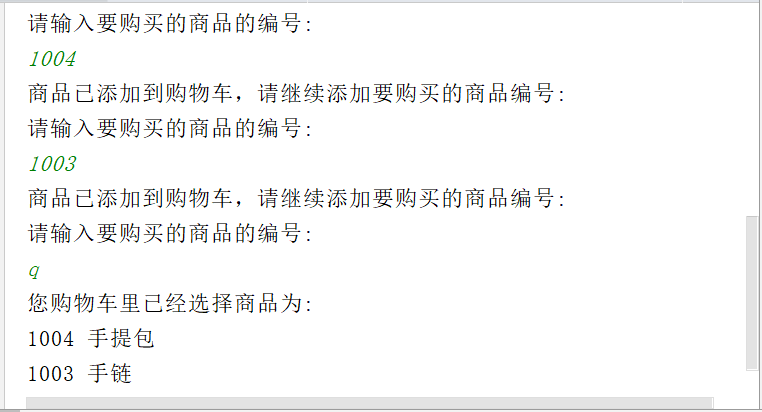 请输入要购买的商品的编号:
1004
商品已添加到购物车，请继续添加要购买的商品编号:
请输入要购买的商品的编号:
1003
商品已添加到购物车，请继续添加要购买的商品编号:
请输入要购买的商品的编号:
q
您购物车里已经选择商品为:
1004 手提包
1003 手链